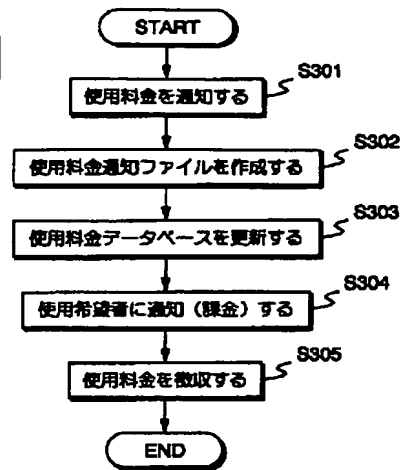 START
S301
使用料金を通知する
S302
使用料金通知ファイルを作成する
S303
使用料金データベースを更新する
S304
使用希望者に通知（課金）する
S305
使用料金を徴収する
END